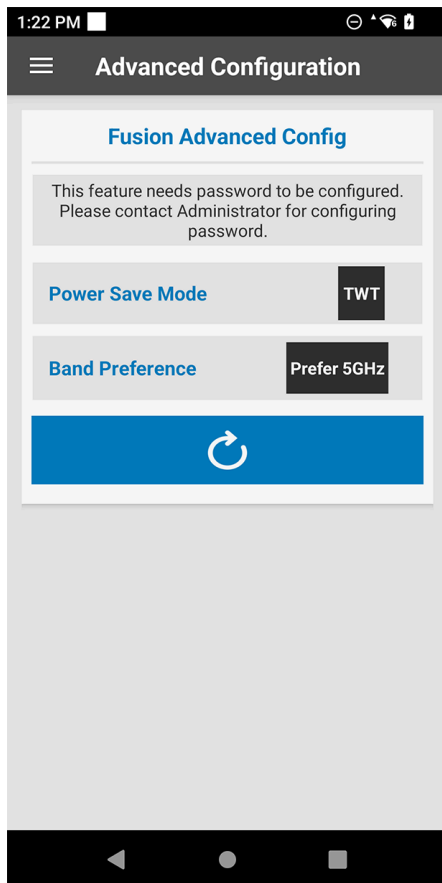 1:22 PM
6
Advanced Configuration
Fusion Advanced Config
This feature needs password to be configured.
Please contact Administrator for configuring
password.
Power Save Mode
TWT
Band Preference
Prefer 5GHz